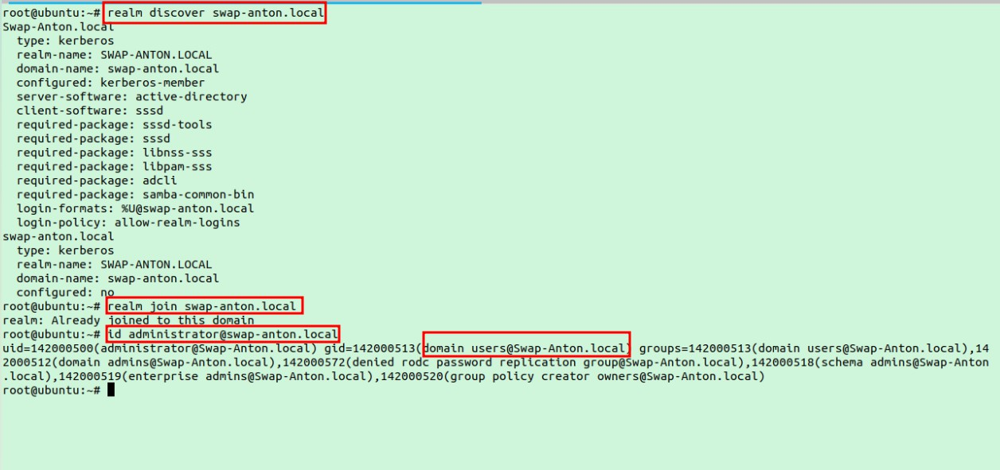 root@ubuntu:~# realm discover swap-anton.local
Swap-Anton.local
  type: kerberos
  realm-name: SWAP-ANTON.LOCAL
  domain-name: swap-anton.local
  configured: kerberos-member
  server-software: active-directory
  client-software: sssd
  required-package: sssd-tools
  required-package: sssd
  required-package: libnss-sss
  required-package: libpam-sss
  required-package: adcli
  required-package: samba-common-bin
  login-formats: %U@swap-anton.local
  login-policy: allow-realm-logins
swap-anton.local
  type: kerberos
  realm-name: SWAP-ANTON.LOCAL
  domain-name: swap-anton.local
  configured: no
root@ubuntu:~# realm join swap-anton.local
realm: Already joined to this domain
root@ubuntu:~# id administrator@swap-anton.local
uid=142000500(administrator@Swap-Anton.local) gid=142000513(domain users@Swap-Anton.local) groups=142000513(domain users@Swap-Anton.local),14
2000512(domain admins@Swap-Anton.local),142000572(denied rodc password replication group@Swap-Anton.local),142000518(schema admins@Swap-Anton
.local),142000519(enterprise admins@Swap-Anton.local),142000520(group policy creator owners@Swap-Anton.local)
root@ubuntu:~#